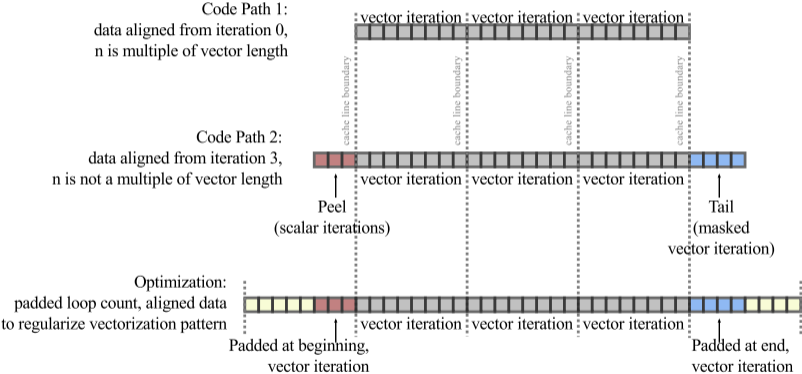 Code Path 1:
data aligned from iteration 0,
n is multiple of vector length
vector iteration vector iteration vector iteration
cache line boundary
cache line boundary
cache line boundary
cache line boundary
Code Path 2:
data aligned from iteration 3,
n is not a multiple of vector length
vector iteration vector iteration vector iteration
Peel
(scalar iterations)
Tail
(masked
vector iteration)
Optimization:
padded loop count, aligned data
to regularize vectorization pattern
vector iteration vector iteration vector iteration
Padded at beginning,
vector iteration
Padded at end,
vector iteration